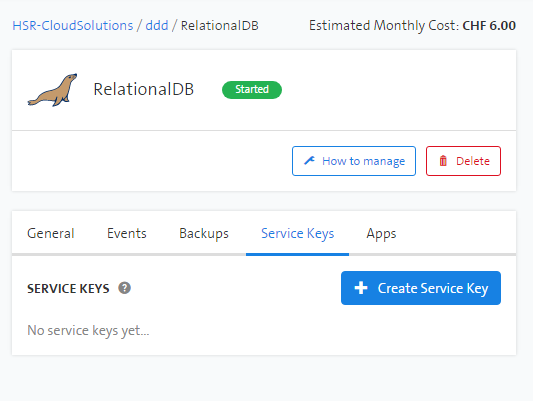 HSR-CloudSolutions / ddd / RelationalDB Estimated Monthly Cost: CHF 6.00
RelationalDB Started
How to manage Delete
General Events Backups Service Keys Apps
SERVICE KEYS ? Create Service Key
No service keys yet...